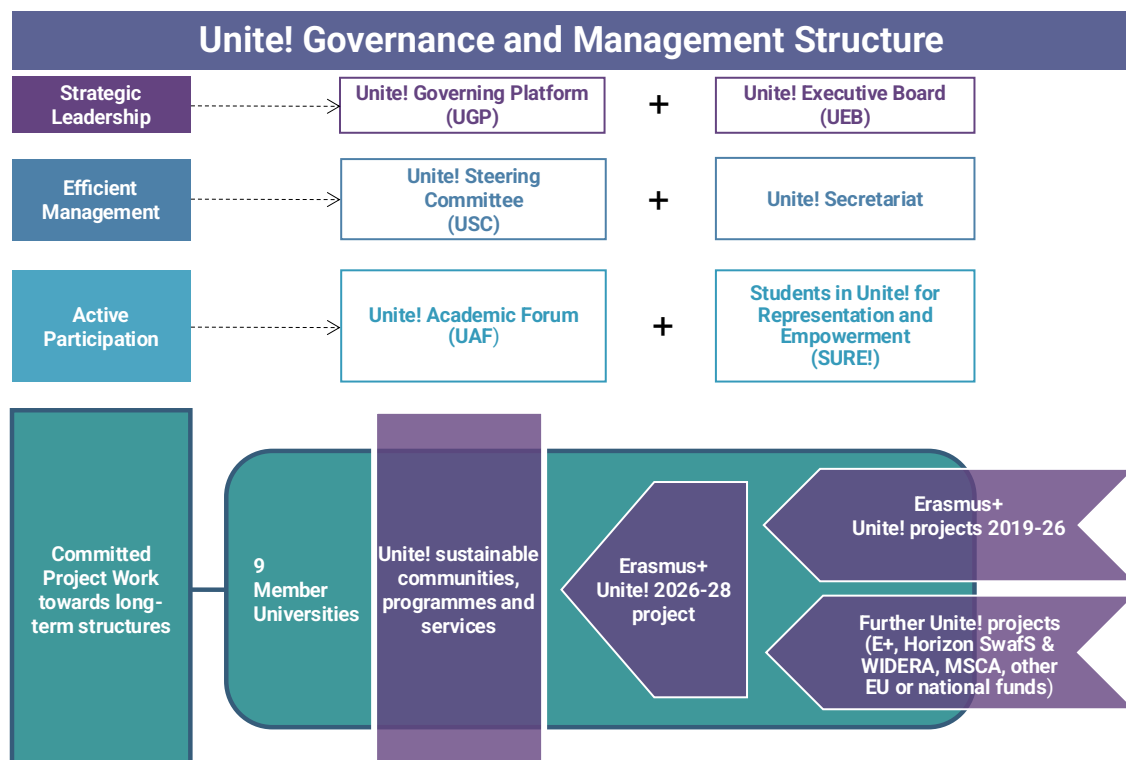 Unite! Governance and Management Structure
Strategic
Leadership
Unite! Governing Platform
(UGP)
+
Unite! Executive Board
(UEB)
Efficient
Management
Unite! Steering
Committee
(USC)
+
Unite! Secretariat
Active
Participation
Unite! Academic Forum
(UAF)
+
Students in Unite! for
Representation and
Empowerment
(SURE!)
Committed
Project Work
towards long-
term structures
9
Member
Universities
Unite! sustainable
communities,
programmes and
services
Erasmus+
Unite! 2026-28
project
Erasmus+
Unite! projects 2019-26
Further Unite! projects
(E+, Horizon SwafS &
WIDERA, MSCA, other
EU or national funds)